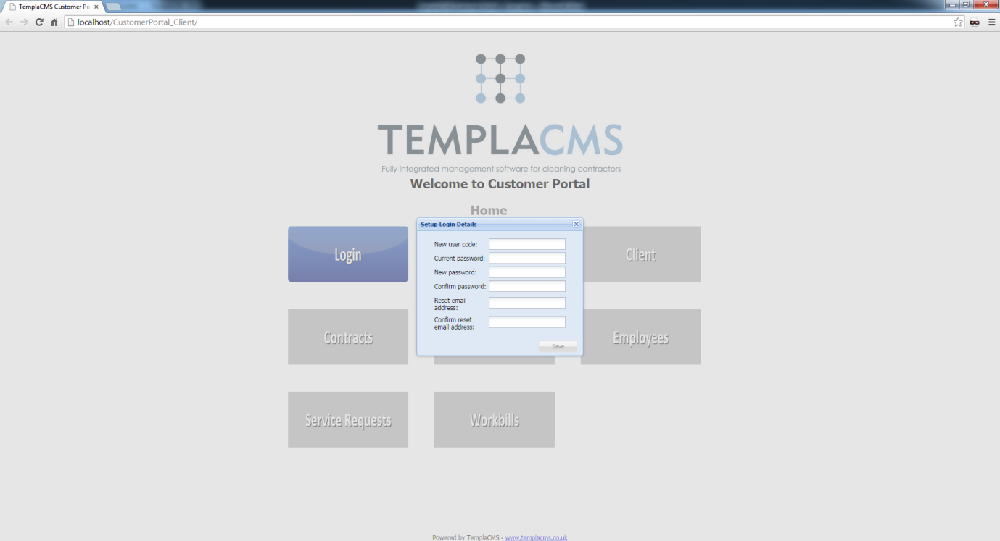 TemplaCMS Customer Po
localhost/CustomerPortal_Client/
TEMPLACMS
Fully integrated management software for cleaning contractors
Welcome to Customer Portal
Home
Setup Login Details
New user code:
Current password:
New password:
Confirm password:
Reset email
address:
Confirm reset
email address:
Save
Login
Client
Contracts
Employees
Service Requests
Workbills
Powered by TemplaCMS - www.templacms.co.uk